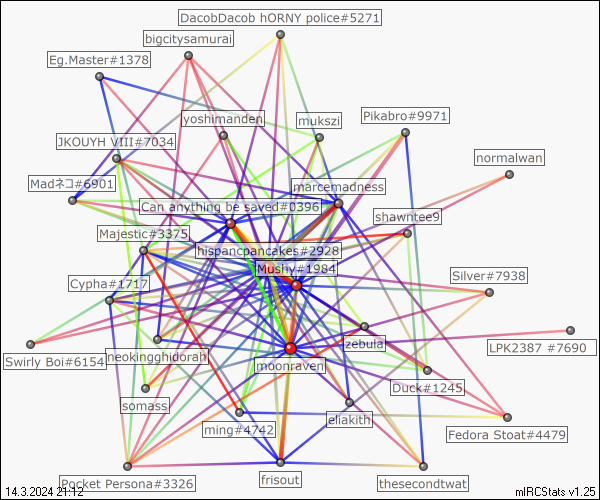 DacobDacob hORNY police#5271
bigcitysamurai
Eg.Master#1378
yoshimanden
mukszi
Pikabro#9971
JKOUYH VIII#7034
normalwan
Madネコ#6901
marcemadness
Can anything be saved#0396
shawntee9
Majestic#3375
hispancpancakes#2928
Mushy#1984
Cypha#1717
Silver#7938
Swirly Boi#6154
neokingghidorah
zebula
LPK2387 #7690
moonraven
Duck#1245
somass
eliakith
ming#4742
Fedora Stoat#4479
Pocket Persona#3326
frisout
thesecondtwat
14.3.2024 21:12
mIRCStats v1.25